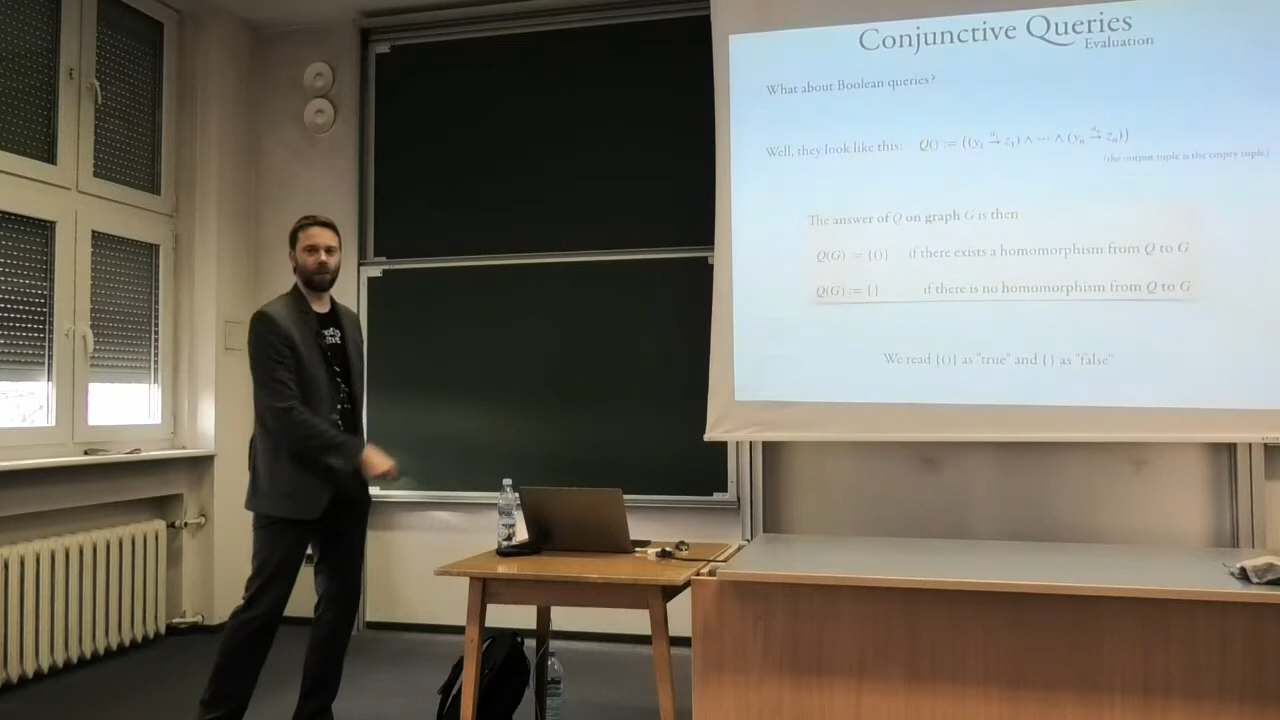 Conjunctive Queries
Evaluation
What about Boolean queries?
Well, they look like this: Q() := ((y₁ →^{a₁} z₁) ∧ ⋯ ∧ (yₙ →^{aₙ} zₙ))
(the output tuple is the empty tuple)
The answer of Q on graph G is then
Q(G) := {()} if there exists a homomorphism from Q to G
Q(G) := {} if there is no homomorphism from Q to G
We read {()} as "true" and {} as "false"